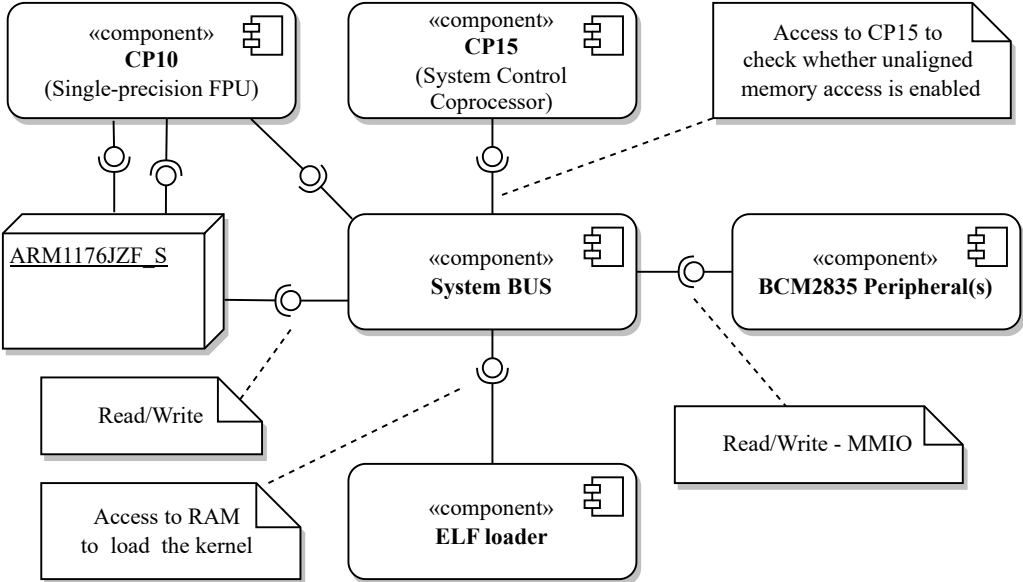 «component»
CP10
(Single-precision FPU)
«component»
CP15
(System Control
Coprocessor)
Access to CP15 to
check whether unaligned
memory access is enabled
ARM1176JZF_S
«component»
System BUS
«component»
BCM2835 Peripheral(s)
Read/Write
Read/Write - MMIO
Access to RAM
to load the kernel
«component»
ELF loader